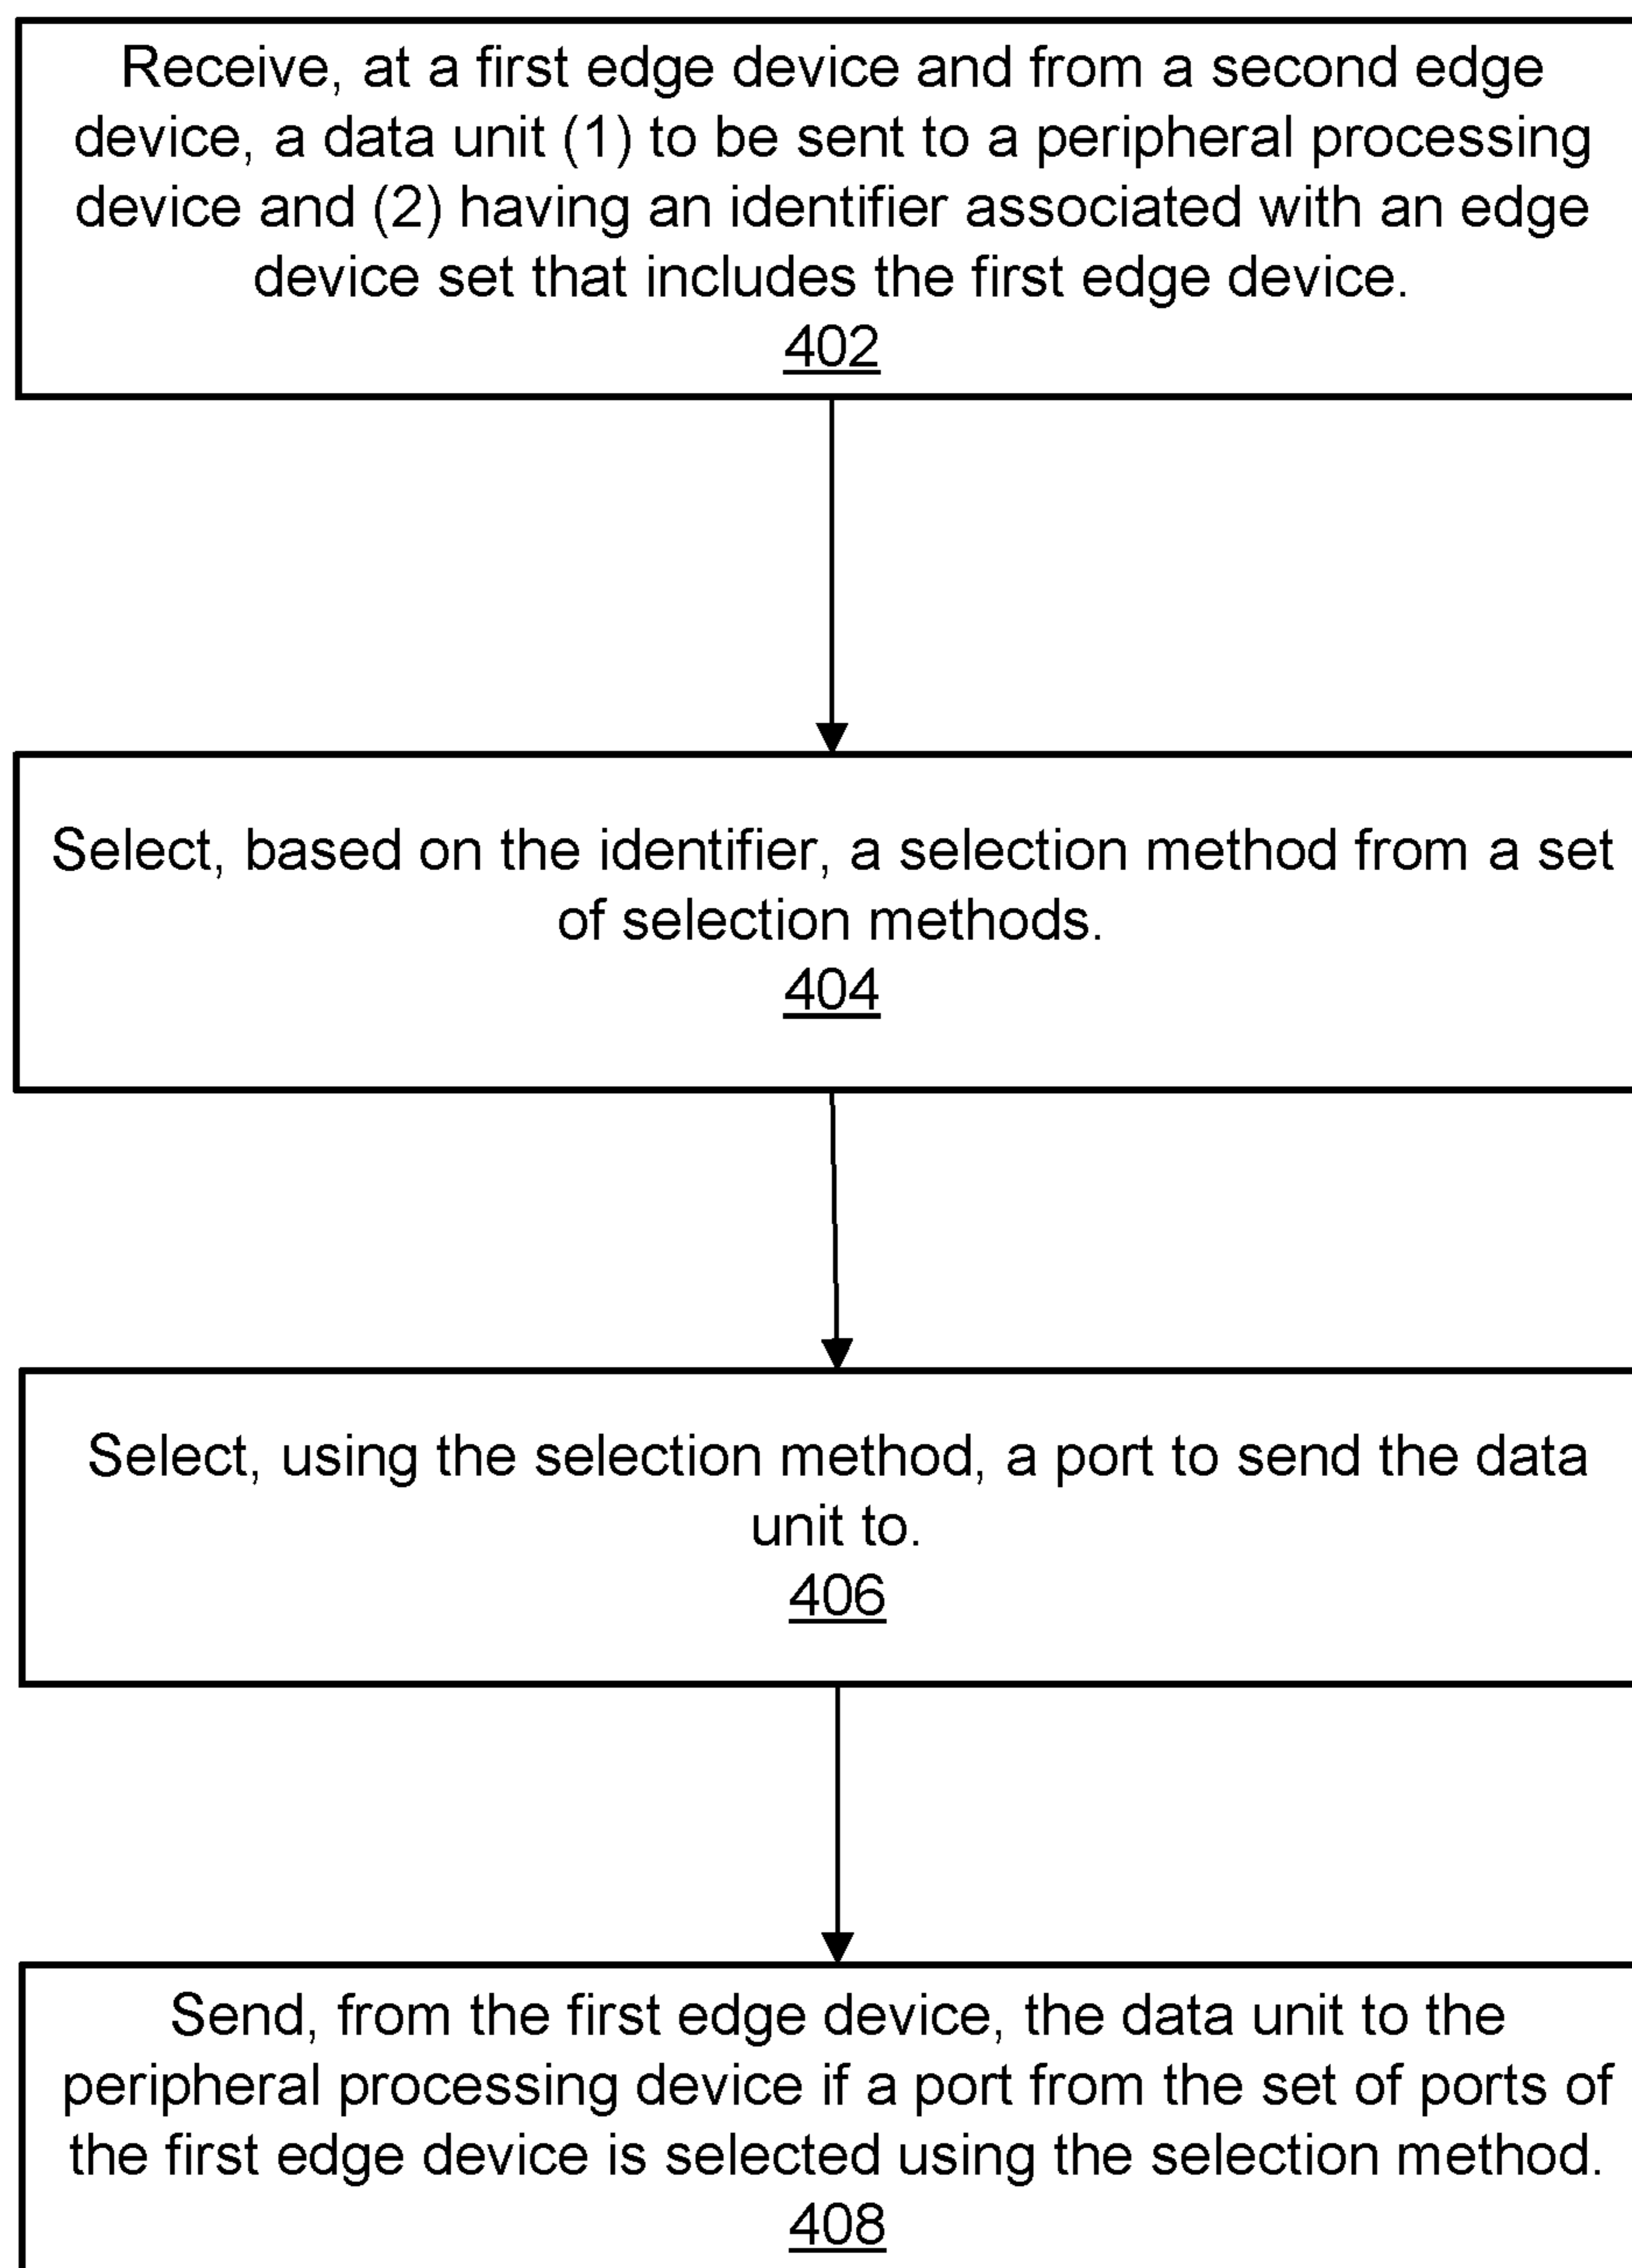 Receive, at a first edge device and from a second edge
device, a data unit (1) to be sent to a peripheral processing
device and (2) having an identifier associated with an edge
device set that includes the first edge device.
402
Select, based on the identifier, a selection method from a set
of selection methods.
404
Select, using the selection method, a port to send the data
unit to.
406
Send, from the first edge device, the data unit to the
peripheral processing device if a port from the set of ports of
the first edge device is selected using the selection method.
408